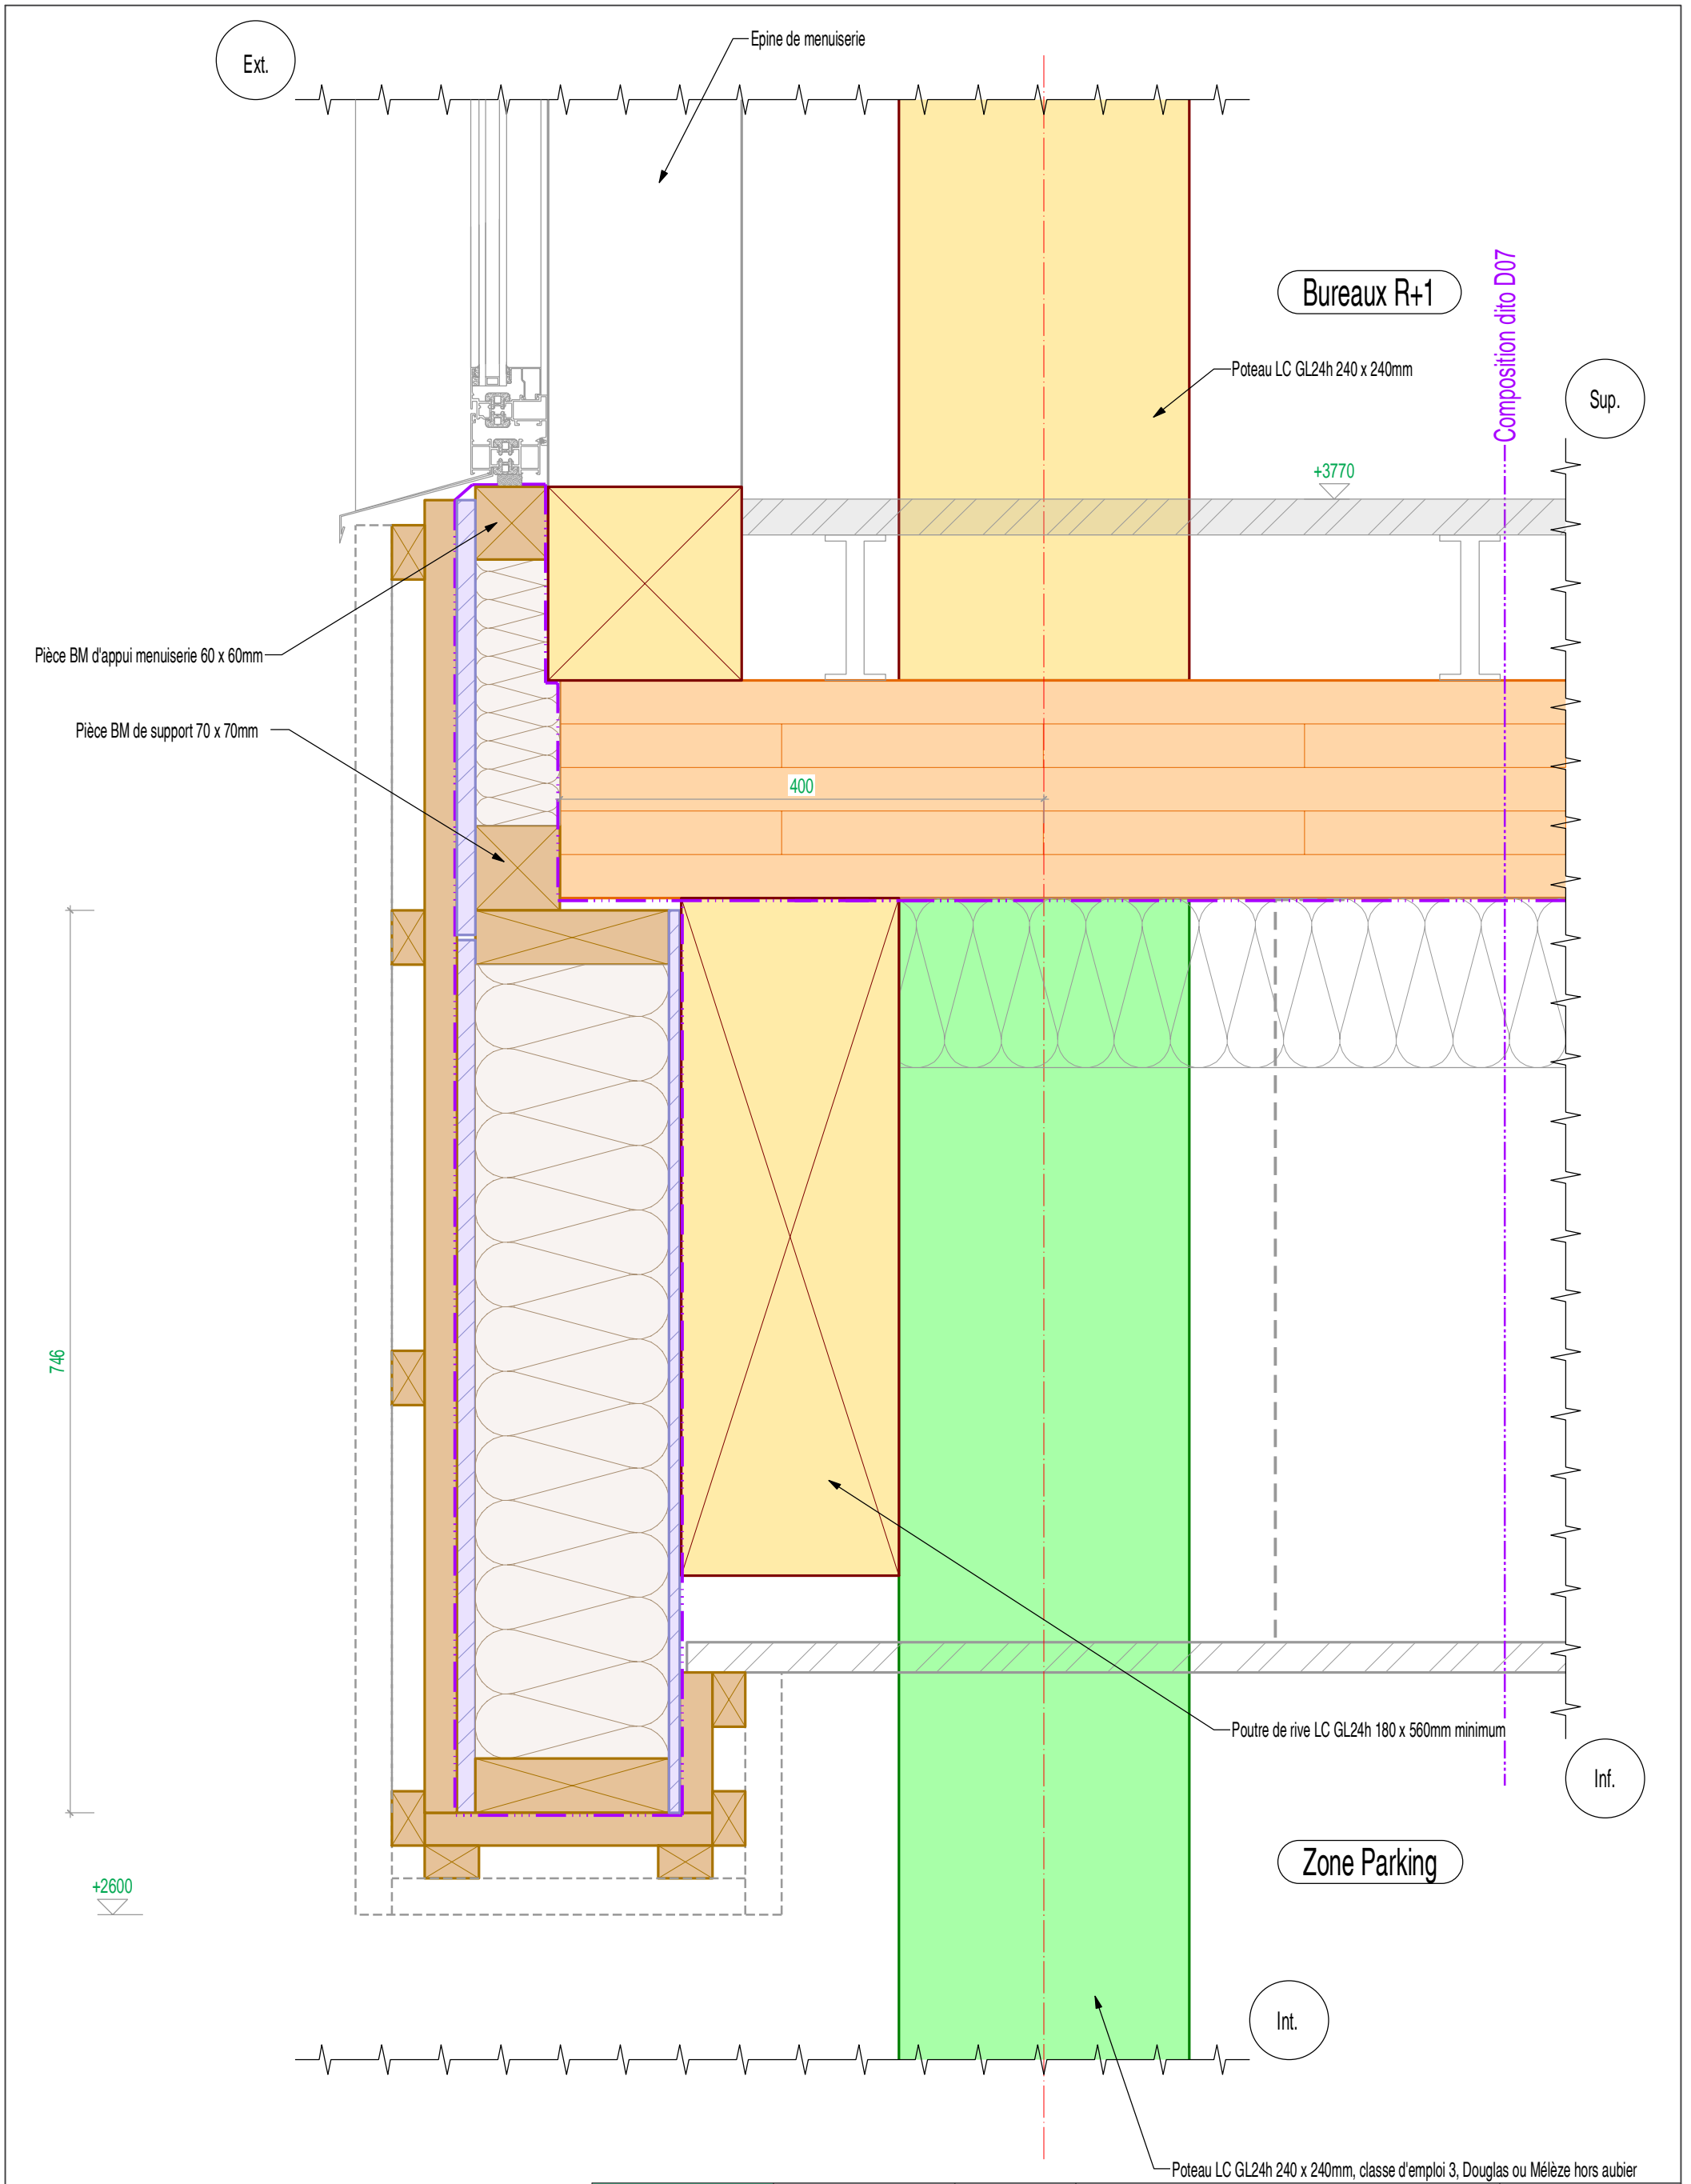 Epine de menuiserie
Ext.
Bureaux R+1
Composition dito D07
Poteau LC GL24h 240 x 240mm
Sup.
+3770
Pièce BM d'appui menuiserie 60 x 60mm
Pièce BM de support 70 x 70mm
400
746
Poutre de rive LC GL24h 180 x 560mm minimum
Inf.
Zone Parking
+2600
Int.
Poteau LC GL24h 240 x 240mm, classe d'emploi 3, Douglas ou Mélèze hors aubier